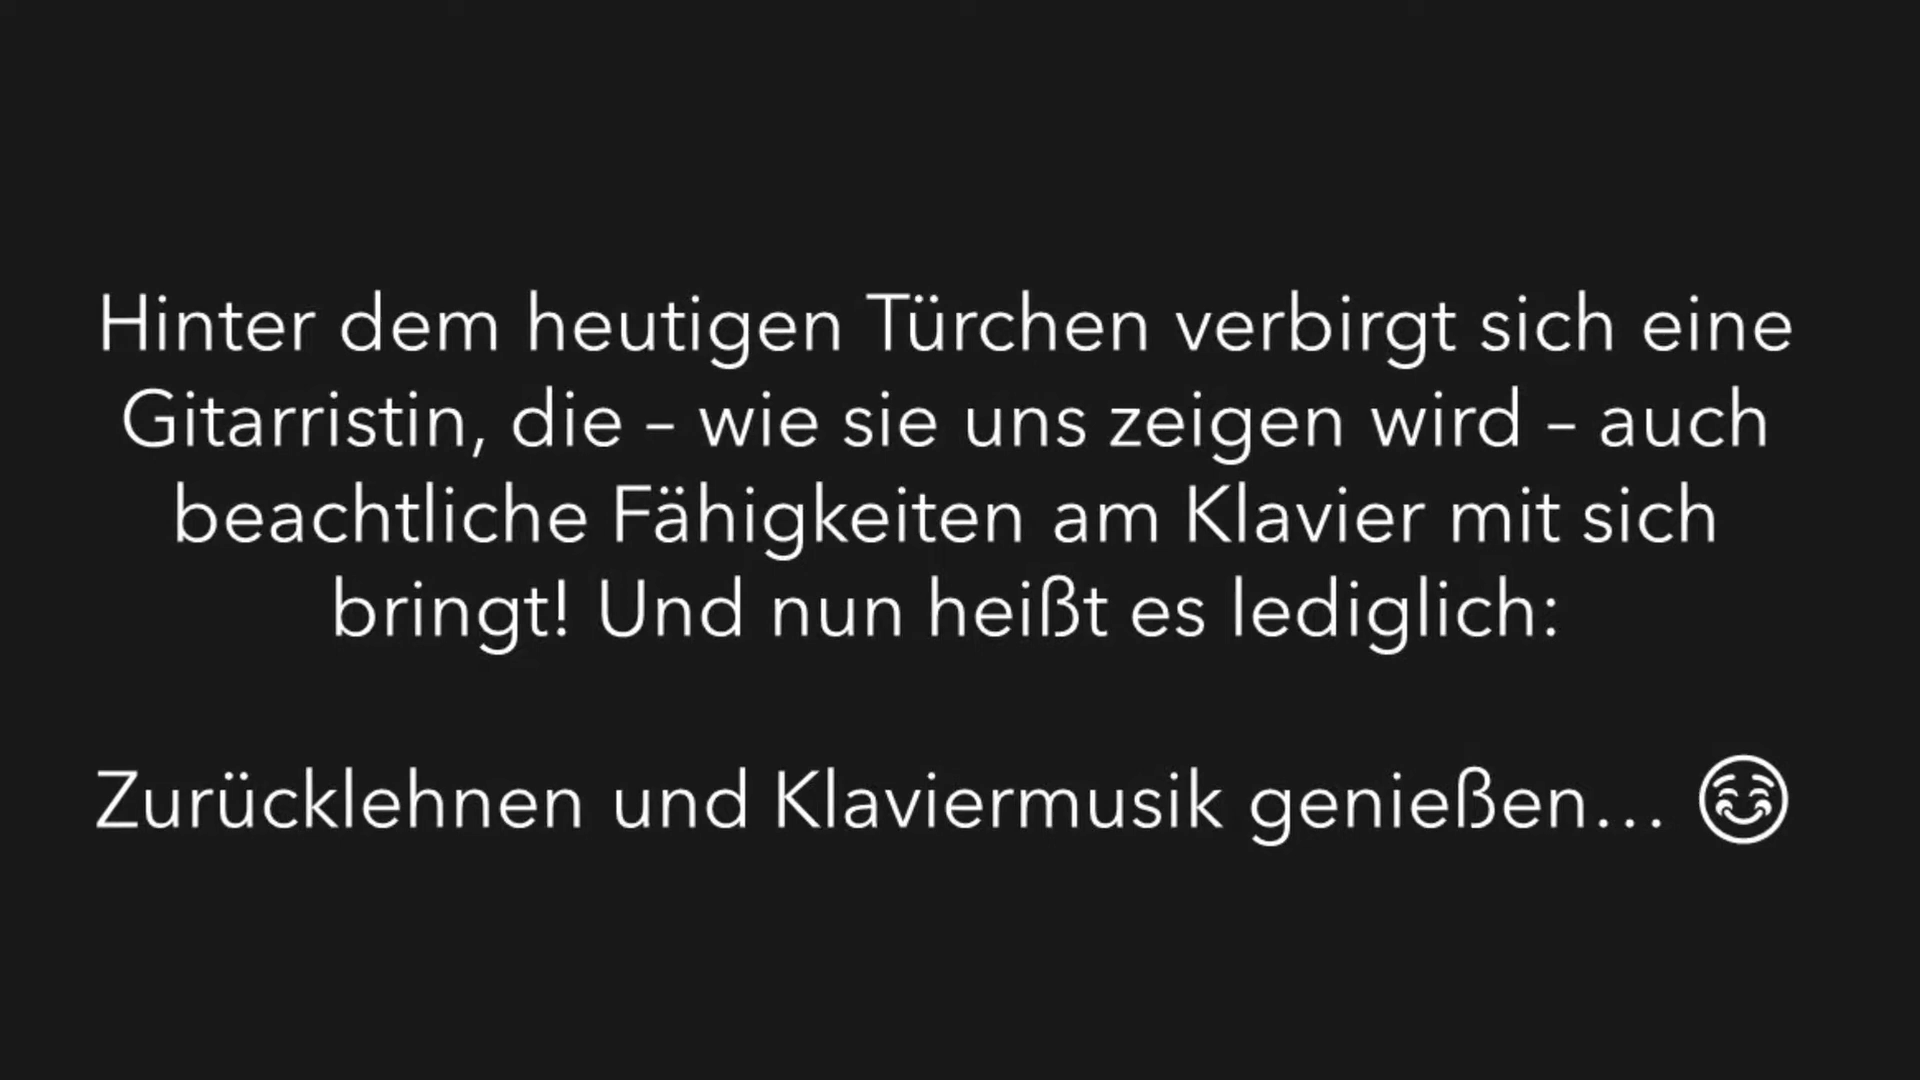 Hinter dem heutigen Türchen verbirgt sich eine
Gitarristin, die – wie sie uns zeigen wird – auch
beachtliche Fähigkeiten am Klavier mit sich
bringt! Und nun heißt es lediglich:
Zurücklehnen und Klaviermusik genießen… 😊